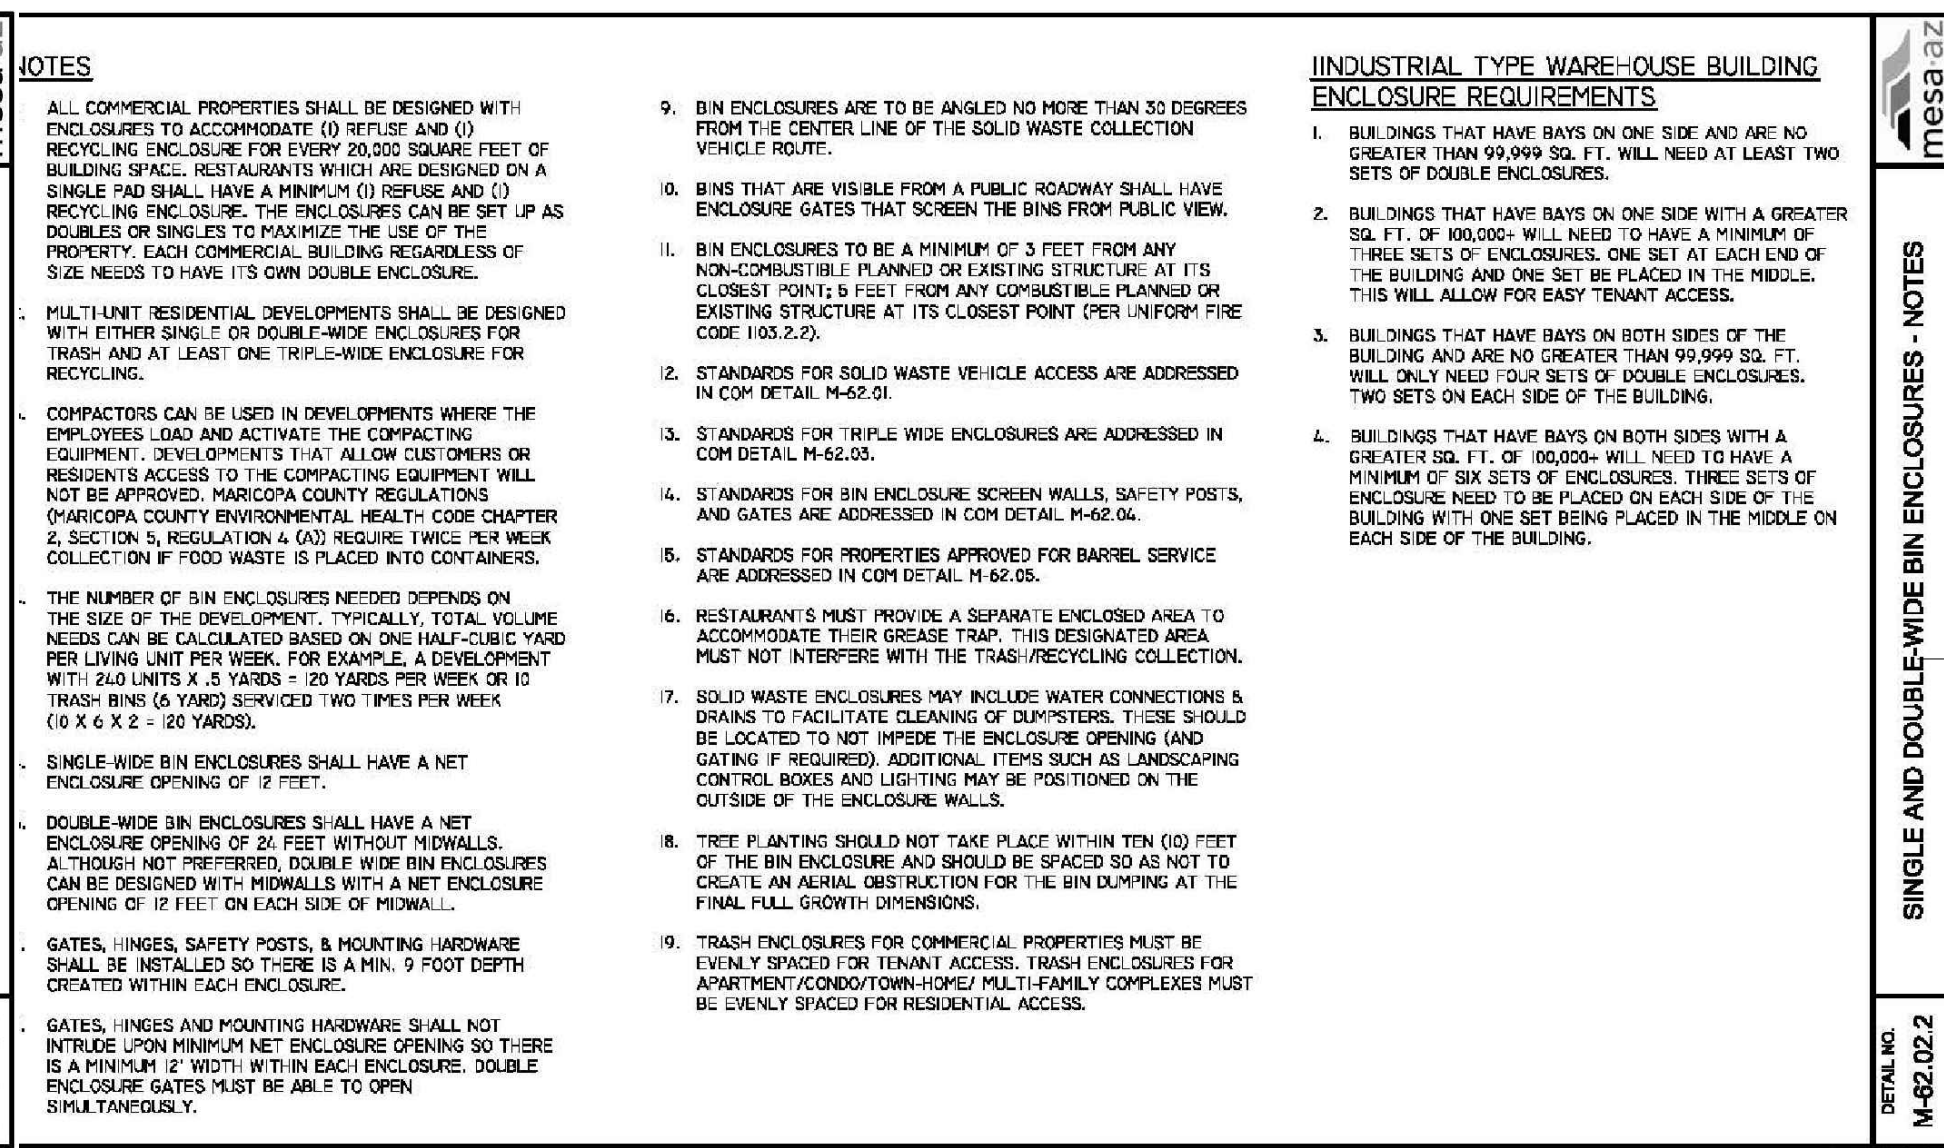 NOTES
ALL COMMERCIAL PROPERTIES SHALL BE DESIGNED WITH
ENCLOSURES TO ACCOMMODATE (1) REFUSE AND (1)
RECYCLING ENCLOSURE FOR EVERY 20,000 SQUARE FEET OF
BUILDING SPACE. RESTAURANTS WHICH ARE DESIGNED ON A
SINGLE PAD SHALL HAVE A MINIMUM (1) REFUSE AND (1)
RECYCLING ENCLOSURE. THE ENCLOSURES CAN BE SET UP AS
DOUBLES OR SINGLES TO MAXIMIZE THE USE OF THE
PROPERTY. EACH COMMERCIAL BUILDING REGARDLESS OF
SIZE NEEDS TO HAVE ITS OWN DOUBLE ENCLOSURE.
MULTI-UNIT RESIDENTIAL DEVELOPMENTS SHALL BE DESIGNED
WITH EITHER SINGLE OR DOUBLE-WIDE ENCLOSURES FOR
TRASH AND AT LEAST ONE TRIPLE-WIDE ENCLOSURE FOR
RECYCLING.
COMPACTORS CAN BE USED IN DEVELOPMENTS WHERE THE
EMPLOYEES LOAD AND ACTIVATE THE COMPACTING
EQUIPMENT. DEVELOPMENTS THAT ALLOW CUSTOMERS OR
RESIDENTS ACCESS TO THE COMPACTING EQUIPMENT WILL
NOT BE APPROVED. MARICOPA COUNTY REGULATIONS
(MARICOPA COUNTY ENVIRONMENTAL HEALTH CODE CHAPTER
2, SECTION 5, REGULATION 4 (A)) REQUIRE TWICE PER WEEK
COLLECTION IF FOOD WASTE IS PLACED INTO CONTAINERS.
THE NUMBER OF BIN ENCLOSURES NEEDED DEPENDS ON
THE SIZE OF THE DEVELOPMENT. TYPICALLY, TOTAL VOLUME
NEEDS CAN BE CALCULATED BASED ON ONE HALF-CUBIC YARD
PER LIVING UNIT PER WEEK. FOR EXAMPLE, A DEVELOPMENT
WITH 240 UNITS X .5 YARDS = 120 YARDS PER WEEK OR 10
TRASH BINS (6 YARD) SERVICED TWO TIMES PER WEEK
(10 X 6 X 2 = 120 YARDS).
SINGLE-WIDE BIN ENCLOSURES SHALL HAVE A NET
ENCLOSURE OPENING OF 12 FEET.
DOUBLE-WIDE BIN ENCLOSURES SHALL HAVE A NET
ENCLOSURE OPENING OF 24 FEET WITHOUT MIDWALLS.
ALTHOUGH NOT PREFERRED, DOUBLE WIDE BIN ENCLOSURES
CAN BE DESIGNED WITH MIDWALLS WITH A NET ENCLOSURE
OPENING OF 12 FEET ON EACH SIDE OF MIDWALL.
GATES, HINGES, SAFETY POSTS, & MOUNTING HARDWARE
SHALL BE INSTALLED SO THERE IS A MIN. 9 FOOT DEPTH
CREATED WITHIN EACH ENCLOSURE.
GATES, HINGES AND MOUNTING HARDWARE SHALL NOT
INTRUDE UPON MINIMUM NET ENCLOSURE OPENING SO THERE
IS A MINIMUM 12' WIDTH WITHIN EACH ENCLOSURE. DOUBLE
ENCLOSURE GATES MUST BE ABLE TO OPEN
SIMULTANEOUSLY.
9. BIN ENCLOSURES ARE TO BE ANGLED NO MORE THAN 30 DEGREES
FROM THE CENTER LINE OF THE SOLID WASTE COLLECTION
VEHICLE ROUTE.
10. BINS THAT ARE VISIBLE FROM A PUBLIC ROADWAY SHALL HAVE
ENCLOSURE GATES THAT SCREEN THE BINS FROM PUBLIC VIEW.
11. BIN ENCLOSURES TO BE A MINIMUM OF 3 FEET FROM ANY
NON-COMBUSTIBLE PLANNED OR EXISTING STRUCTURE AT ITS
CLOSEST POINT; 5 FEET FROM ANY COMBUSTIBLE PLANNED OR
EXISTING STRUCTURE AT ITS CLOSEST POINT (PER UNIFORM FIRE
CODE 1103.2.2).
12. STANDARDS FOR SOLID WASTE VEHICLE ACCESS ARE ADDRESSED
IN COM DETAIL M-62.01.
13. STANDARDS FOR TRIPLE WIDE ENCLOSURES ARE ADDRESSED IN
COM DETAIL M-62.03.
14. STANDARDS FOR BIN ENCLOSURE SCREEN WALLS, SAFETY POSTS,
AND GATES ARE ADDRESSED IN COM DETAIL M-62.04.
15. STANDARDS FOR PROPERTIES APPROVED FOR BARREL SERVICE
ARE ADDRESSED IN COM DETAIL M-62.05.
16. RESTAURANTS MUST PROVIDE A SEPARATE ENCLOSED AREA TO
ACCOMMODATE THEIR GREASE TRAP. THIS DESIGNATED AREA
MUST NOT INTERFERE WITH THE TRASH/RECYCLING COLLECTION.
17. SOLID WASTE ENCLOSURES MAY INCLUDE WATER CONNECTIONS &
DRAINS TO FACILITATE CLEANING OF DUMPSTERS. THESE SHOULD
BE LOCATED TO NOT IMPEDE THE ENCLOSURE OPENING (AND
GATING IF REQUIRED). ADDITIONAL ITEMS SUCH AS LANDSCAPING
CONTROL BOXES AND LIGHTING MAY BE POSITIONED ON THE
OUTSIDE OF THE ENCLOSURE WALLS.
18. TREE PLANTING SHOULD NOT TAKE PLACE WITHIN TEN (10) FEET
OF THE BIN ENCLOSURE AND SHOULD BE SPACED SO AS NOT TO
CREATE AN AERIAL OBSTRUCTION FOR THE BIN DUMPING AT THE
FINAL FULL GROWTH DIMENSIONS.
19. TRASH ENCLOSURES FOR COMMERCIAL PROPERTIES MUST BE
EVENLY SPACED FOR TENANT ACCESS. TRASH ENCLOSURES FOR
APARTMENT/CONDO/TOWN-HOME/ MULTI-FAMILY COMPLEXES MUST
BE EVENLY SPACED FOR RESIDENTIAL ACCESS.
IINDUSTRIAL TYPE WAREHOUSE BUILDING
ENCLOSURE REQUIREMENTS
1. BUILDINGS THAT HAVE BAYS ON ONE SIDE AND ARE NO
GREATER THAN 99,999 SQ. FT. WILL NEED AT LEAST TWO
SETS OF DOUBLE ENCLOSURES.
2. BUILDINGS THAT HAVE BAYS ON ONE SIDE WITH A GREATER
SQ. FT. OF 100,000+ WILL NEED TO HAVE A MINIMUM OF
THREE SETS OF ENCLOSURES. ONE SET AT EACH END OF
THE BUILDING AND ONE SET BE PLACED IN THE MIDDLE.
THIS WILL ALLOW FOR EASY TENANT ACCESS.
3. BUILDINGS THAT HAVE BAYS ON BOTH SIDES OF THE
BUILDING AND ARE NO GREATER THAN 99,999 SQ. FT.
WILL ONLY NEED FOUR SETS OF DOUBLE ENCLOSURES.
TWO SETS ON EACH SIDE OF THE BUILDING.
4. BUILDINGS THAT HAVE BAYS ON BOTH SIDES WITH A
GREATER SQ. FT. OF 100,000+ WILL NEED TO HAVE A
MINIMUM OF SIX SETS OF ENCLOSURES. THREE SETS OF
ENCLOSURE NEED TO BE PLACED ON EACH SIDE OF THE
BUILDING WITH ONE SET BEING PLACED IN THE MIDDLE ON
EACH SIDE OF THE BUILDING.
mesa·az
SINGLE AND DOUBLE-WIDE BIN ENCLOSURES - NOTES
DETAIL NO.
M-62.02.2